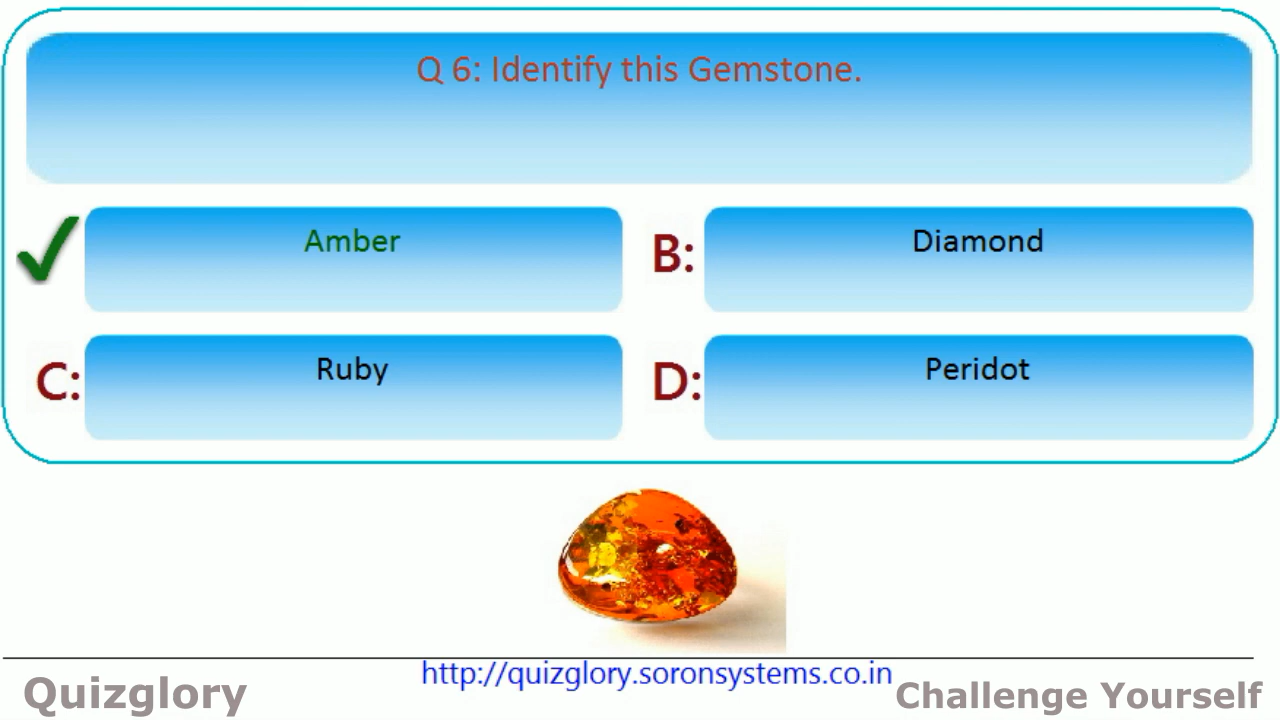 Q 6: Identify this Gemstone.
Amber
B: Diamond
C: Ruby
D: Peridot
http://quizglory.soronsystems.co.in
Quizglory
Challenge Yourself